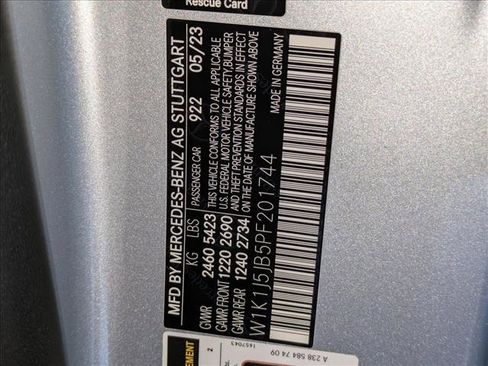 Rescue Card
MFD BY MERCEDES-BENZ AG STUTTGART
KG LBS PASSENGER CAR 922 05/23
GVWR 2460 5423 THIS VEHICLE CONFORMS TO ALL APPLICABLE
U.S. FEDERAL MOTOR VEHICLE SAFETY, BUMPER
GAWR FRONT 1220 2690 AND THEFT PREVENTION STANDARDS IN EFFECT
GAWR REAR 1240 2734 ON THE DATE OF MANUFACTURE SHOWN ABOVE
W1K1J5JB5PF201744
MADE IN GERMANY
A 238 584 74 09
1657043
2
EMENT